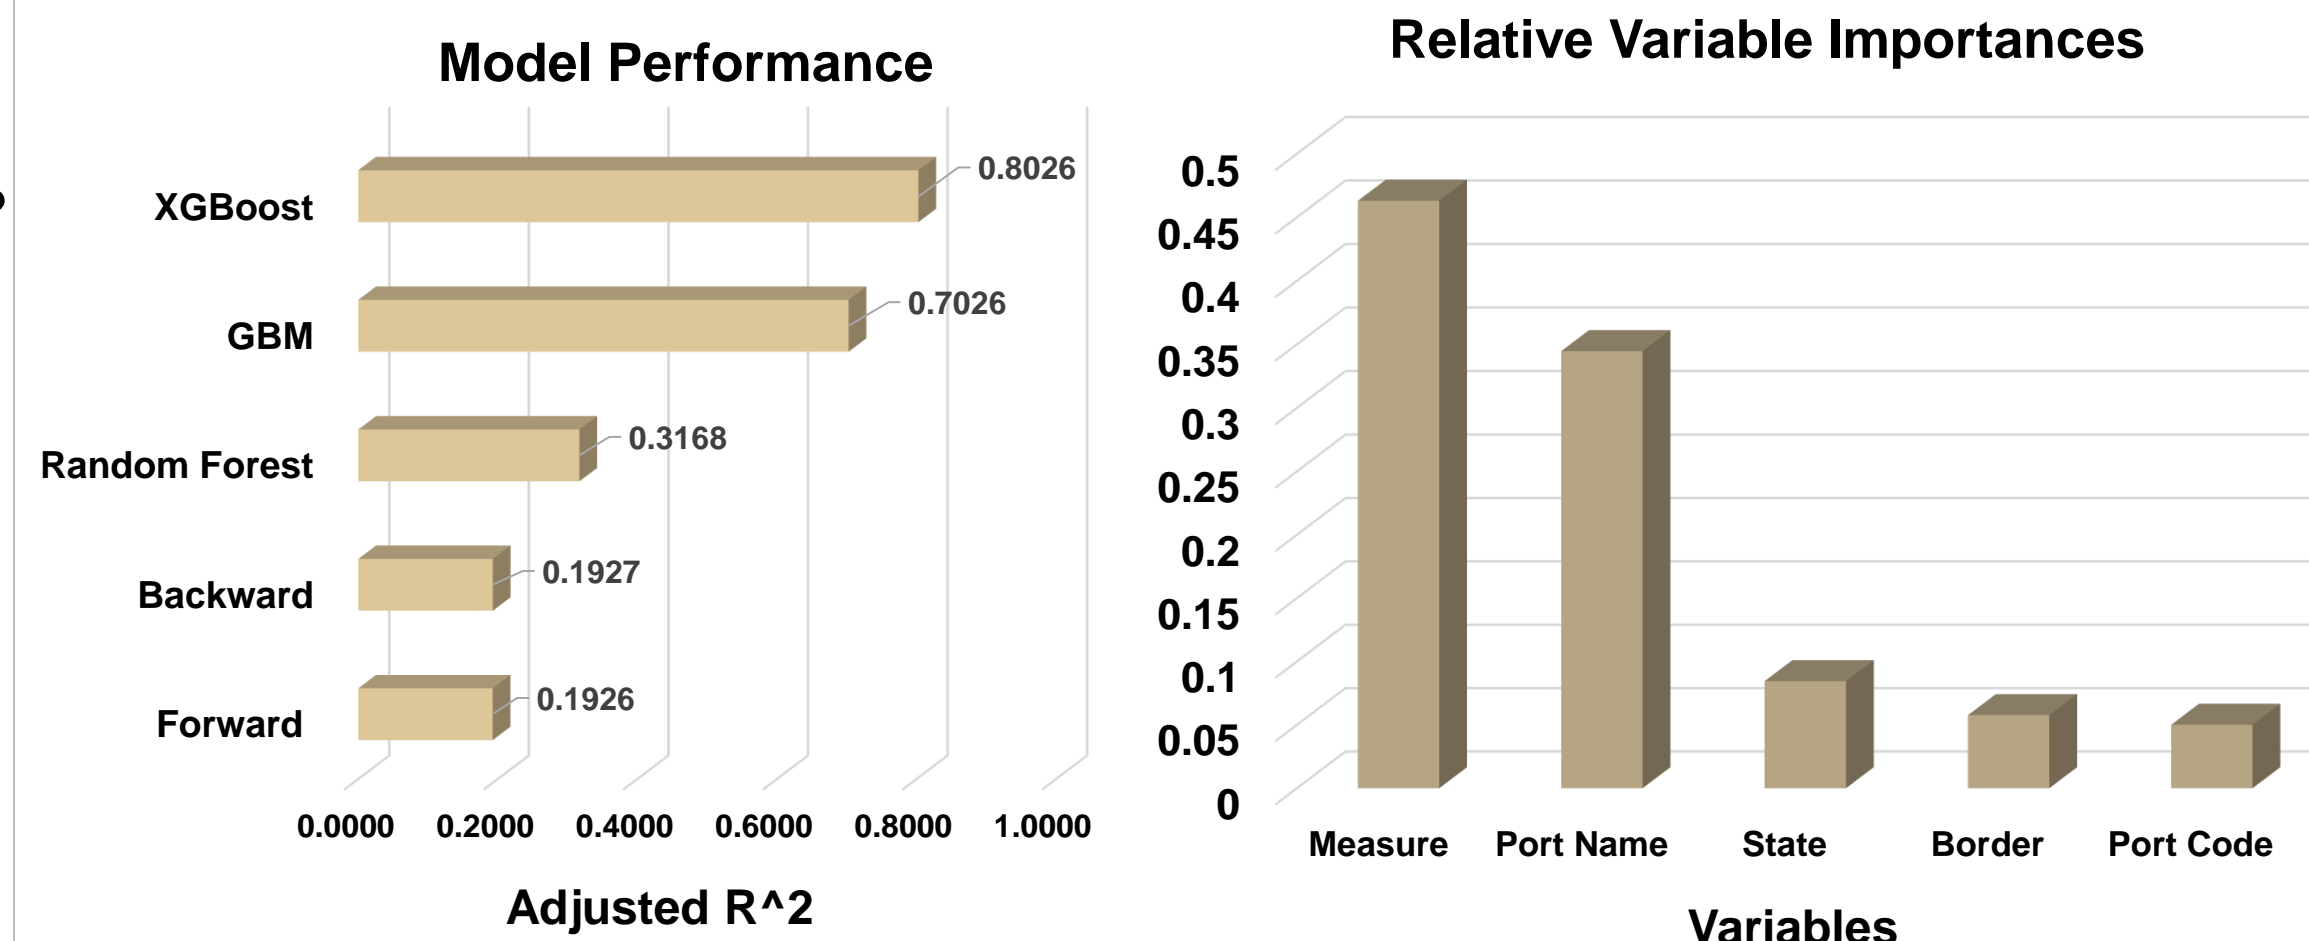 Model Performance
XGBoost
0.8026
GBM
0.7026
Random Forest
0.3168
Backward
0.1927
Forward
0.1926
0.0000 0.2000 0.4000 0.6000 0.8000 1.0000
Adjusted R^2
Relative Variable Importances
0.5
0.45
0.4
0.35
0.3
0.25
0.2
0.15
0.1
0.05
0
Measure Port Name State Border Port Code
Variables